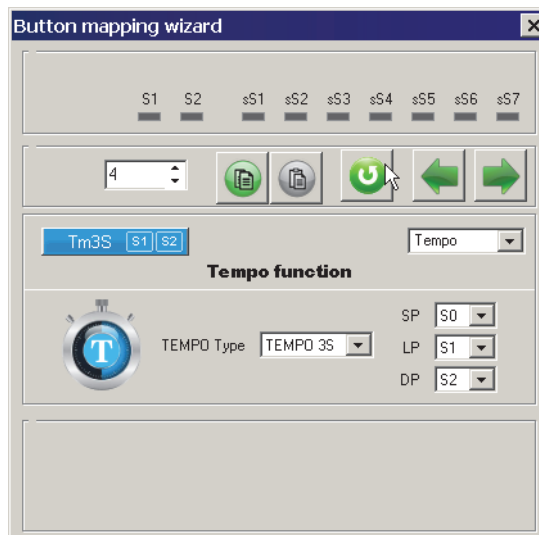 Button mapping wizard
S1 S2 sS1 sS2 sS3 sS4 sS5 sS6 sS7
4
Tm3S S1 S2 Tempo
Tempo function
SP S0
TEMPO Type TEMPO 3S LP S1
T
DP S2